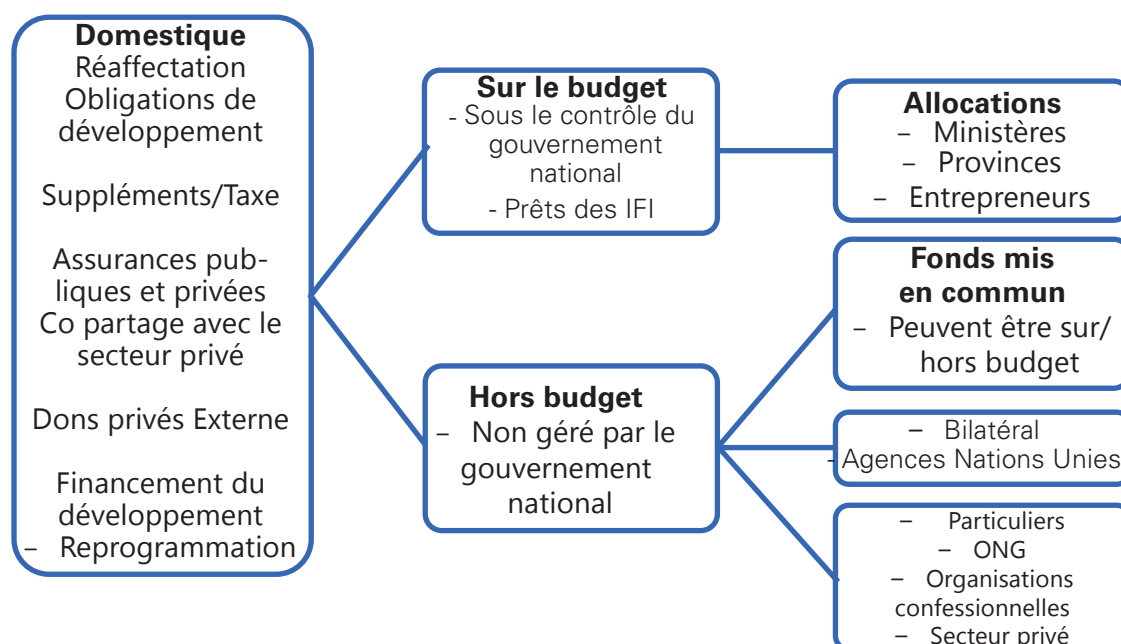 Domestique
Réaffectation
Obligations de
développement
Suppléments/Taxe
Assurances pub-
liques et privées
Co partage avec le
secteur privé
Dons privés Externe
Financement du
développement
– Reprogrammation
Sur le budget
- Sous le contrôle du
gouvernement
national
- Prêts des IFI
Hors budget
– Non géré par le
gouvernement
national
Allocations
– Ministères
– Provinces
– Entrepreneurs
Fonds mis
en commun
– Peuvent être sur/
hors budget
– Bilatéral
-Agences Nations Unies
– Particuliers
– ONG
– Organisations
confessionnelles
– Secteur privé